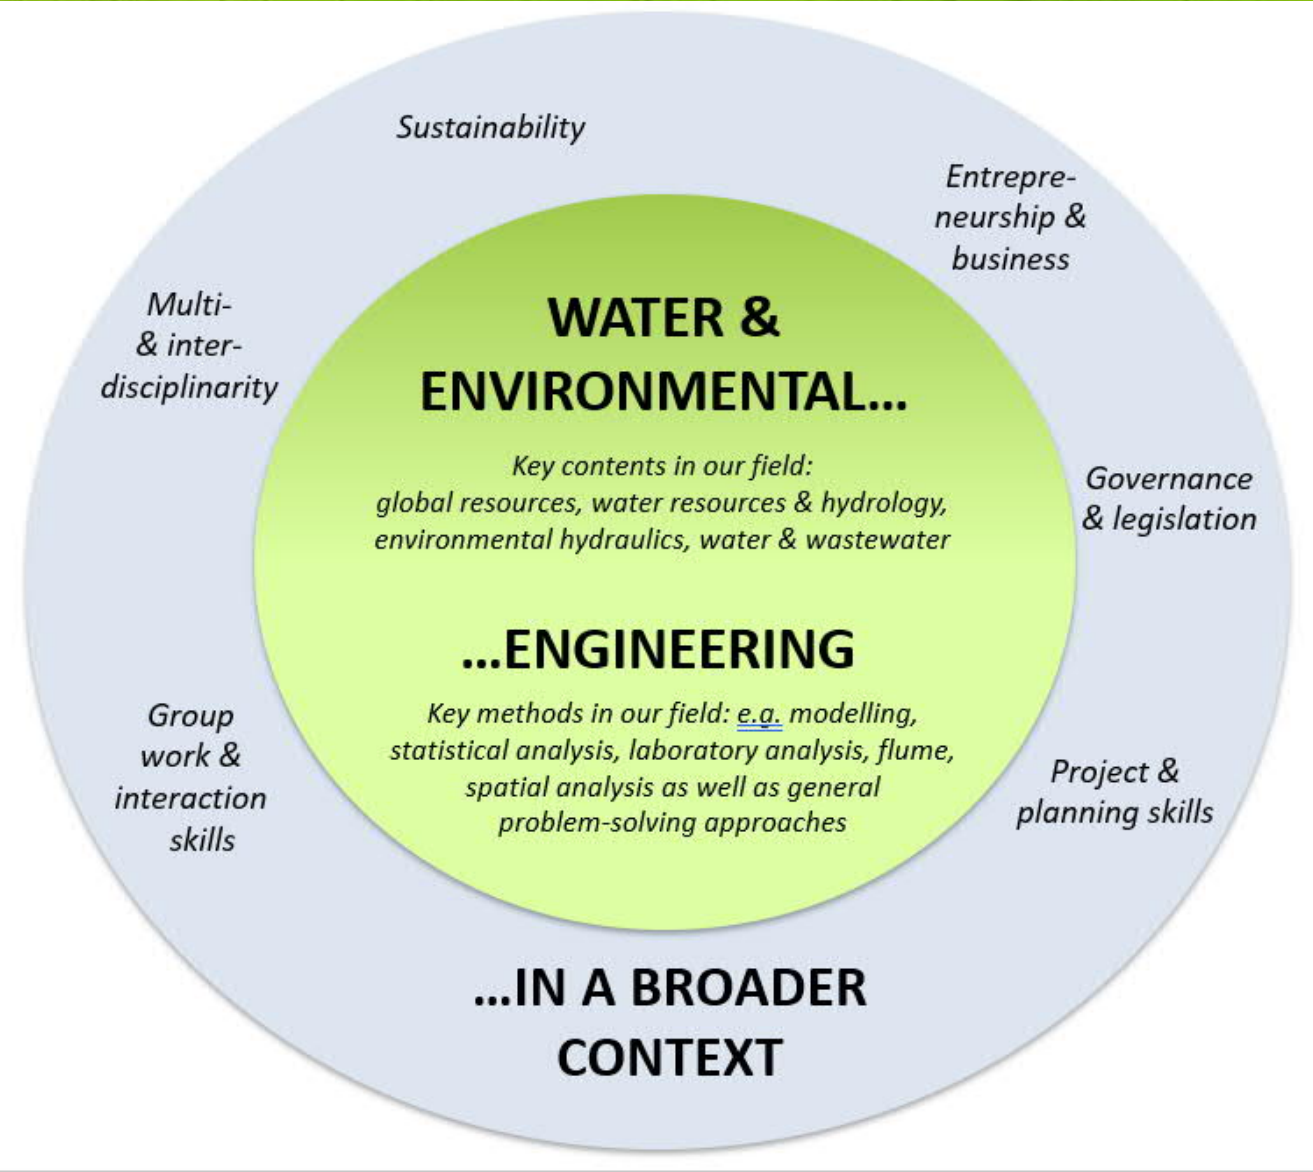 Sustainability
Entrepre-
neurship &
business
Multi-
& inter-
disciplinarity
WATER &
ENVIRONMENTAL...
Key contents in our field:
global resources, water resources & hydrology,
environmental hydraulics, water & wastewater
Governance
& legislation
...ENGINEERING
Key methods in our field: e.g. modelling,
statistical analysis, laboratory analysis, flume,
spatial analysis as well as general
problem-solving approaches
Group
work &
interaction
skills
Project &
planning skills
...IN A BROADER
CONTEXT